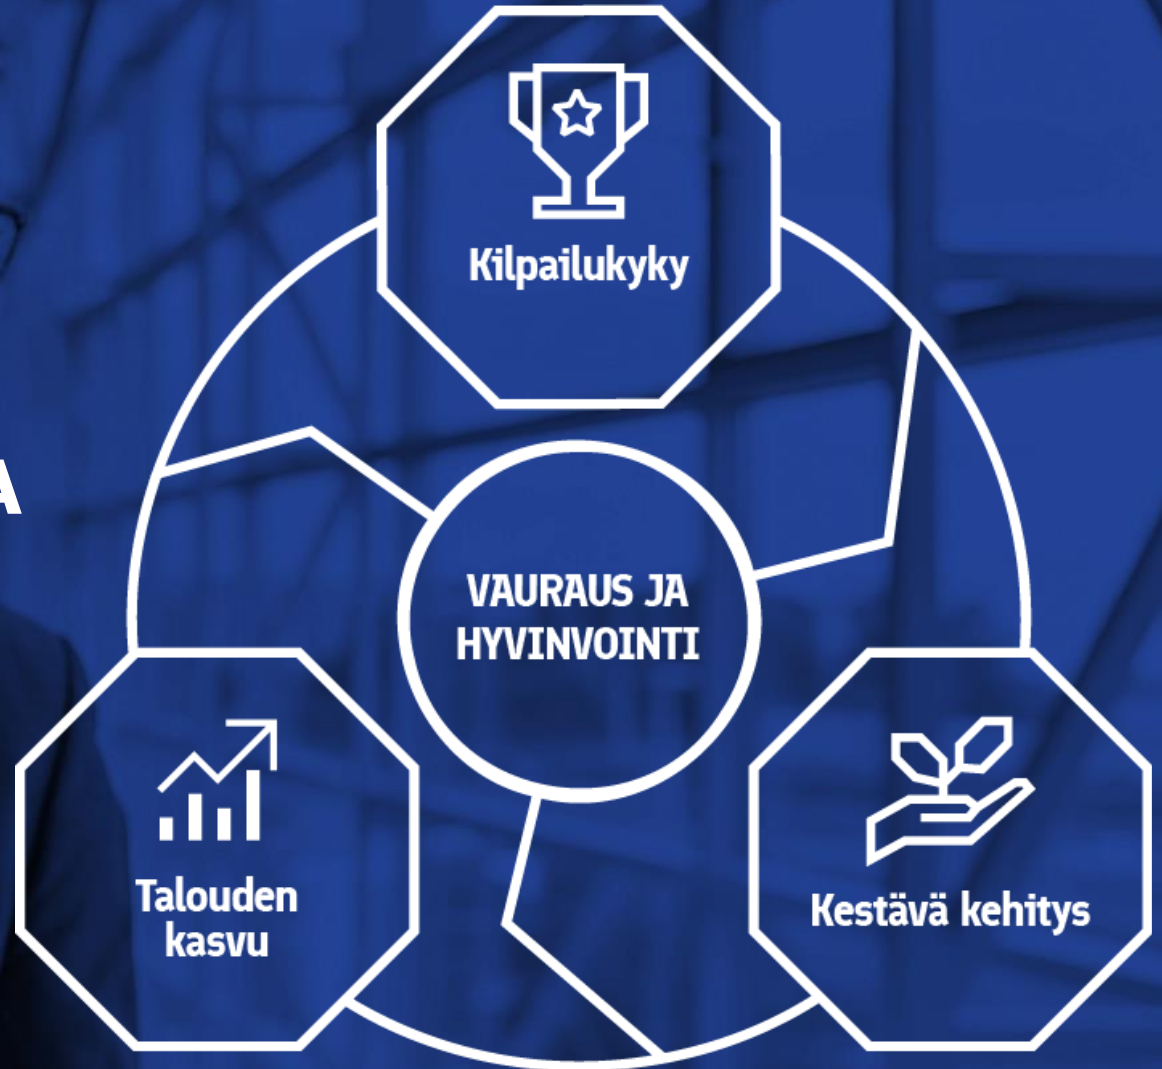 Kilpailukyky
A
VAURAUS JA
HYVINVOINTI
Talouden
kasvu
Kestävä kehitys